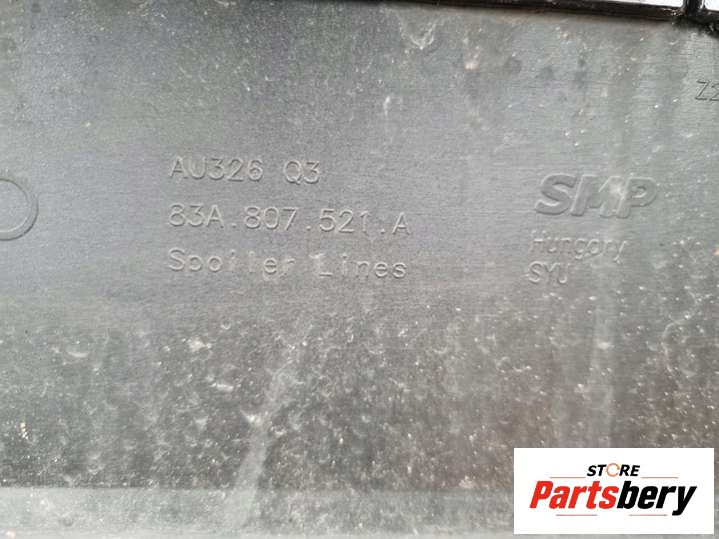 AU326 Q3
83A.807.521.A
Spoiler Lines
SMP
Hungary
SYU
STORE
Partsbery